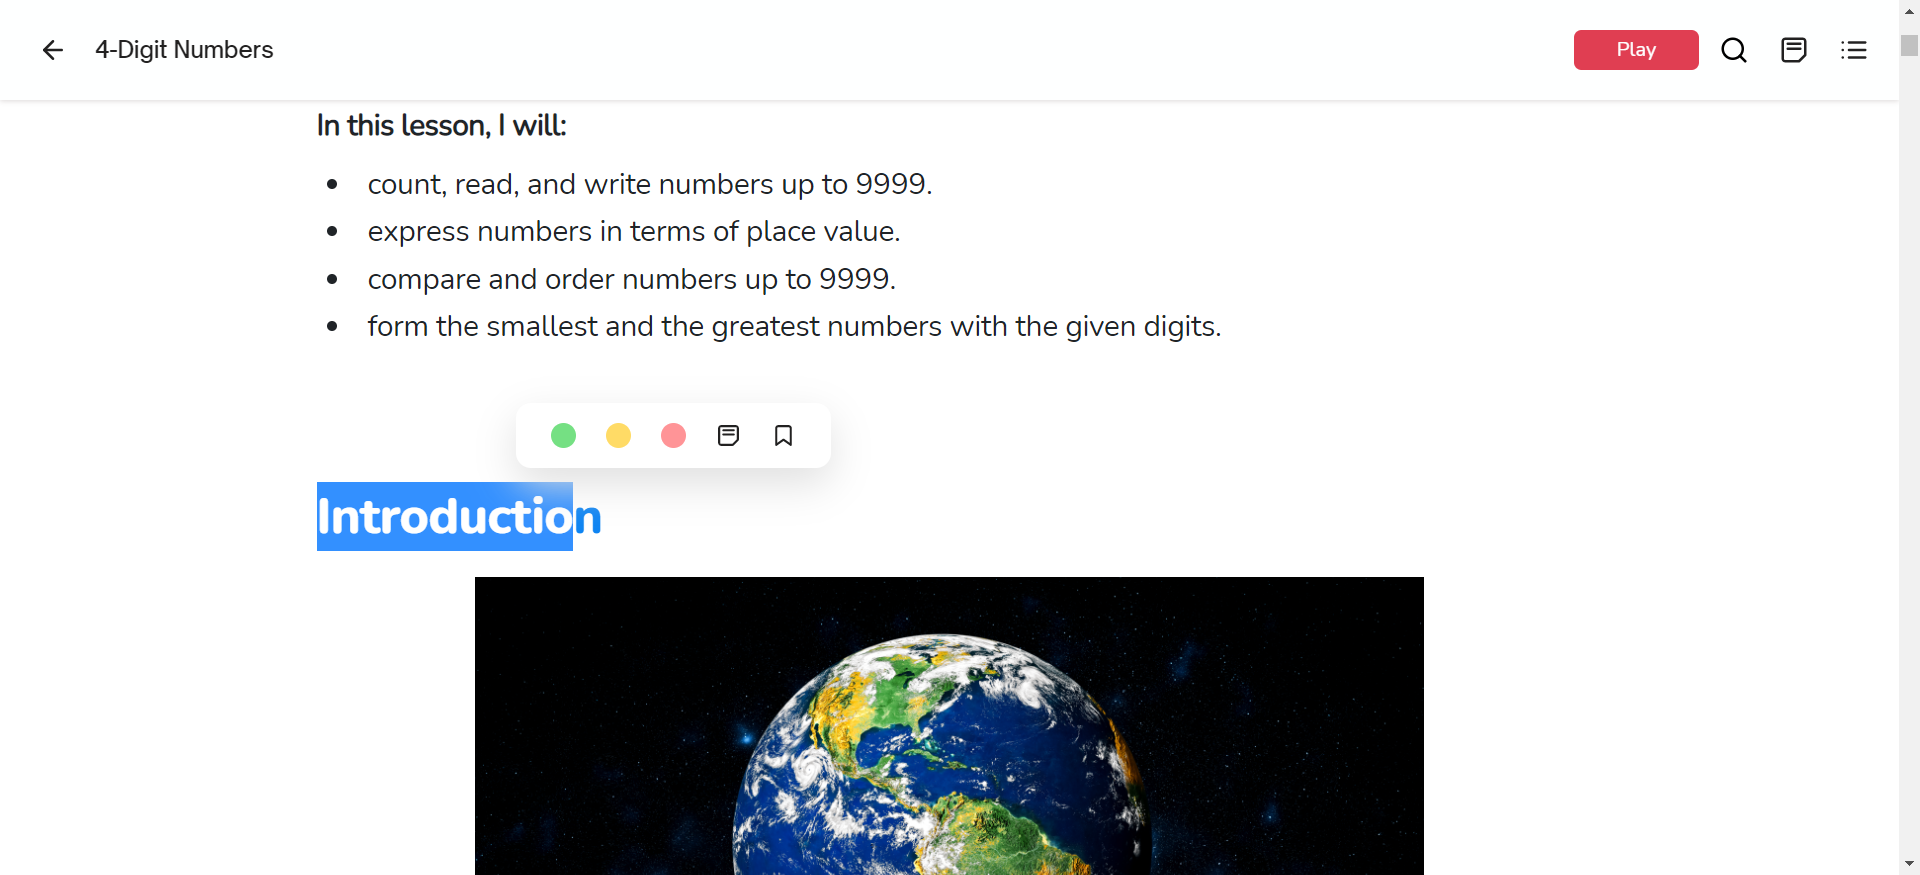 4-Digit Numbers
Play
In this lesson, I will:
count, read, and write numbers up to 9999.
express numbers in terms of place value.
compare and order numbers up to 9999.
form the smallest and the greatest numbers with the given digits.
Introduction